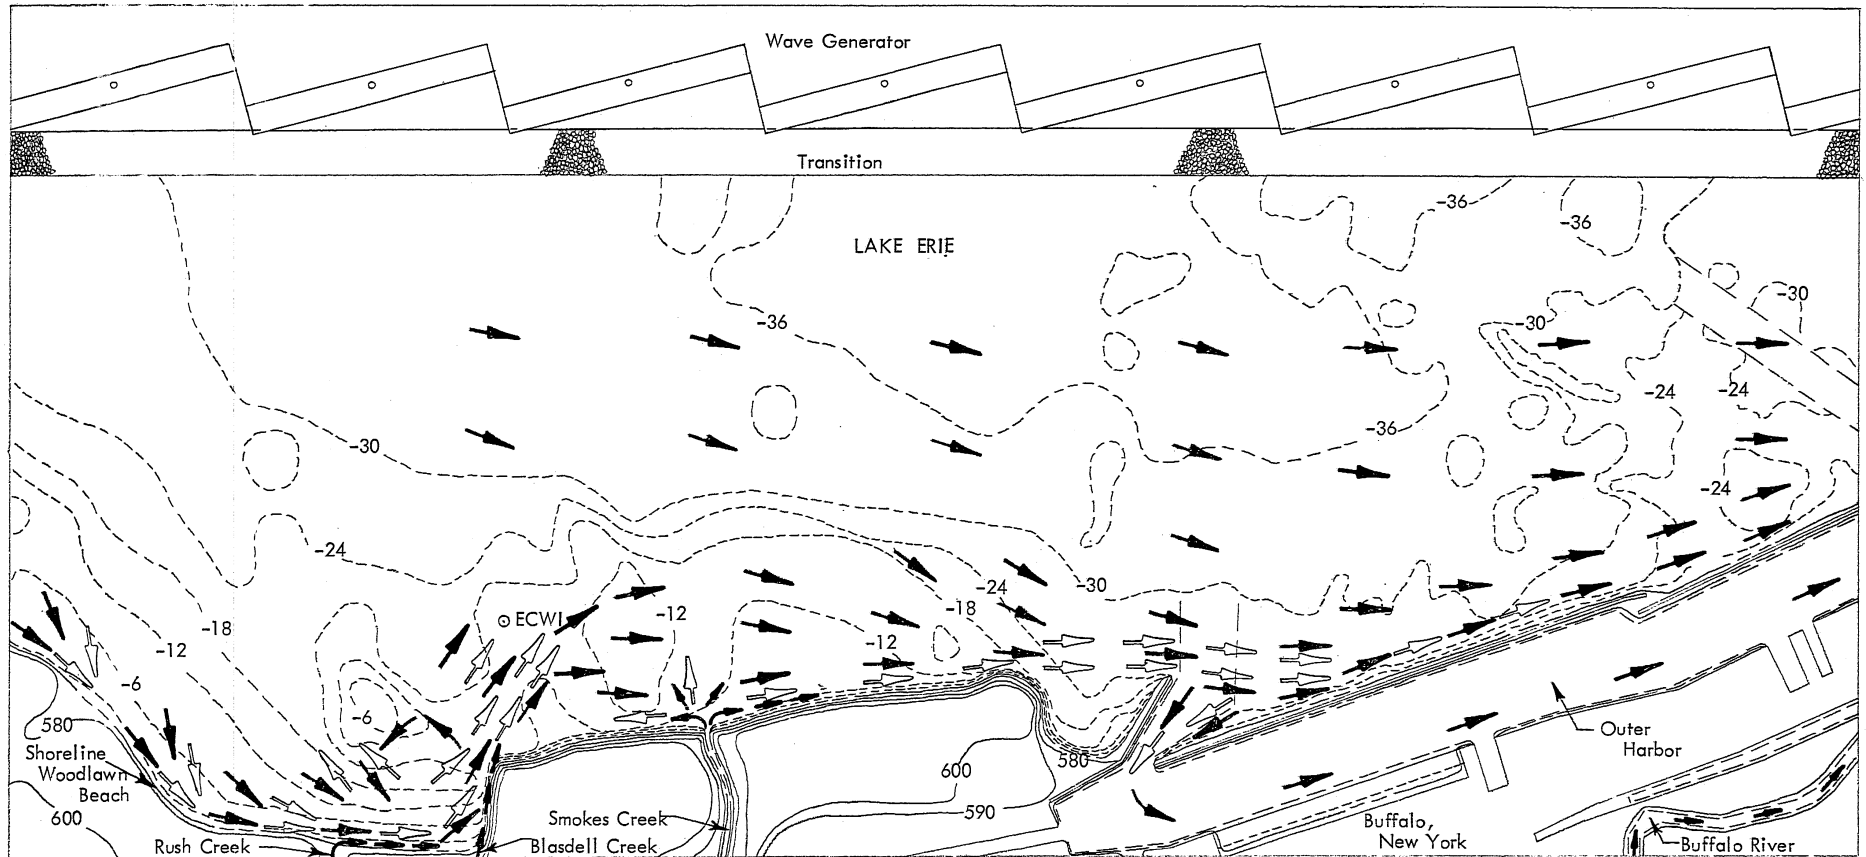 Wave Generator
Transition
-36
-36
LAKE ERIE
-30
-36
-30
-24
-24
-36
-30
-24
-24
-30
-24
ECWI
-12
-18
-18
-12
-12
-6
-6
580
Outer
Harbor
Shoreline
Woodlawn
Beach
580
600
590
600
Smokes Creek
Buffalo,
New York
Rush Creek
Blasdell Creek
Buffalo River